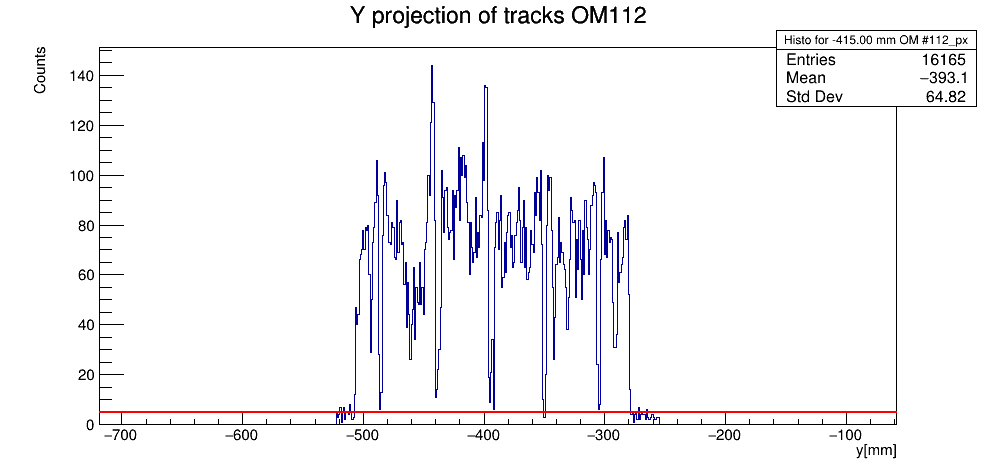 Y projection of tracks OM112
Histo for -415.00 mm OM #112_px
Entries 16165
Mean −393.1
Std Dev 64.82
Counts
140
120
100
80
60
40
20
0
−700 −600 −500 −400 −300 −200 −100
y[mm]